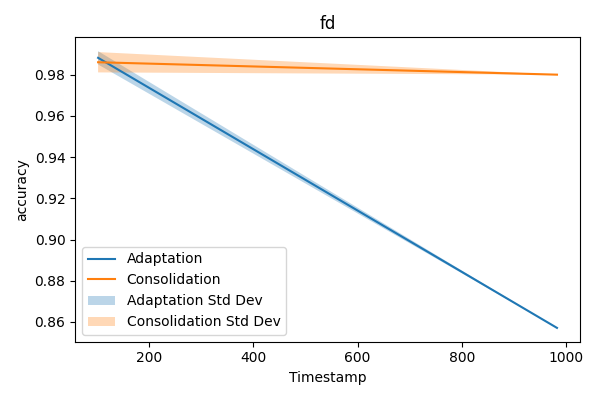 fd
accuracy
0.98
0.96
0.94
0.92
0.90
0.88
0.86
Adaptation
Consolidation
Adaptation Std Dev
Consolidation Std Dev
200
400
600
800
1000
Timestamp